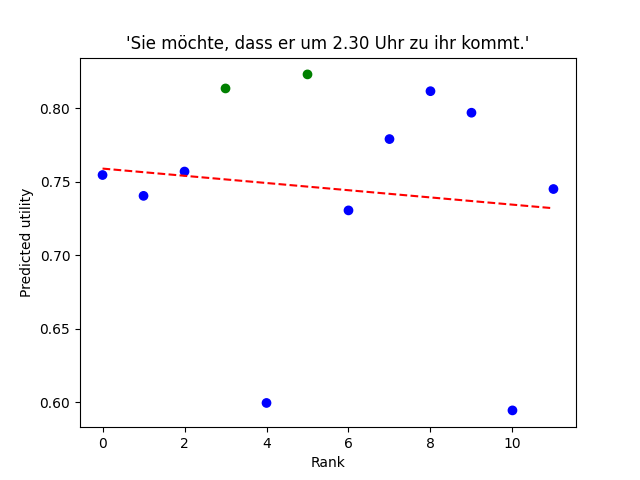 'Sie möchte, dass er um 2.30 Uhr zu ihr kommt.'
Predicted utility
0.80
0.75
0.70
0.65
0.60
0 2 4 6 8 10
Rank